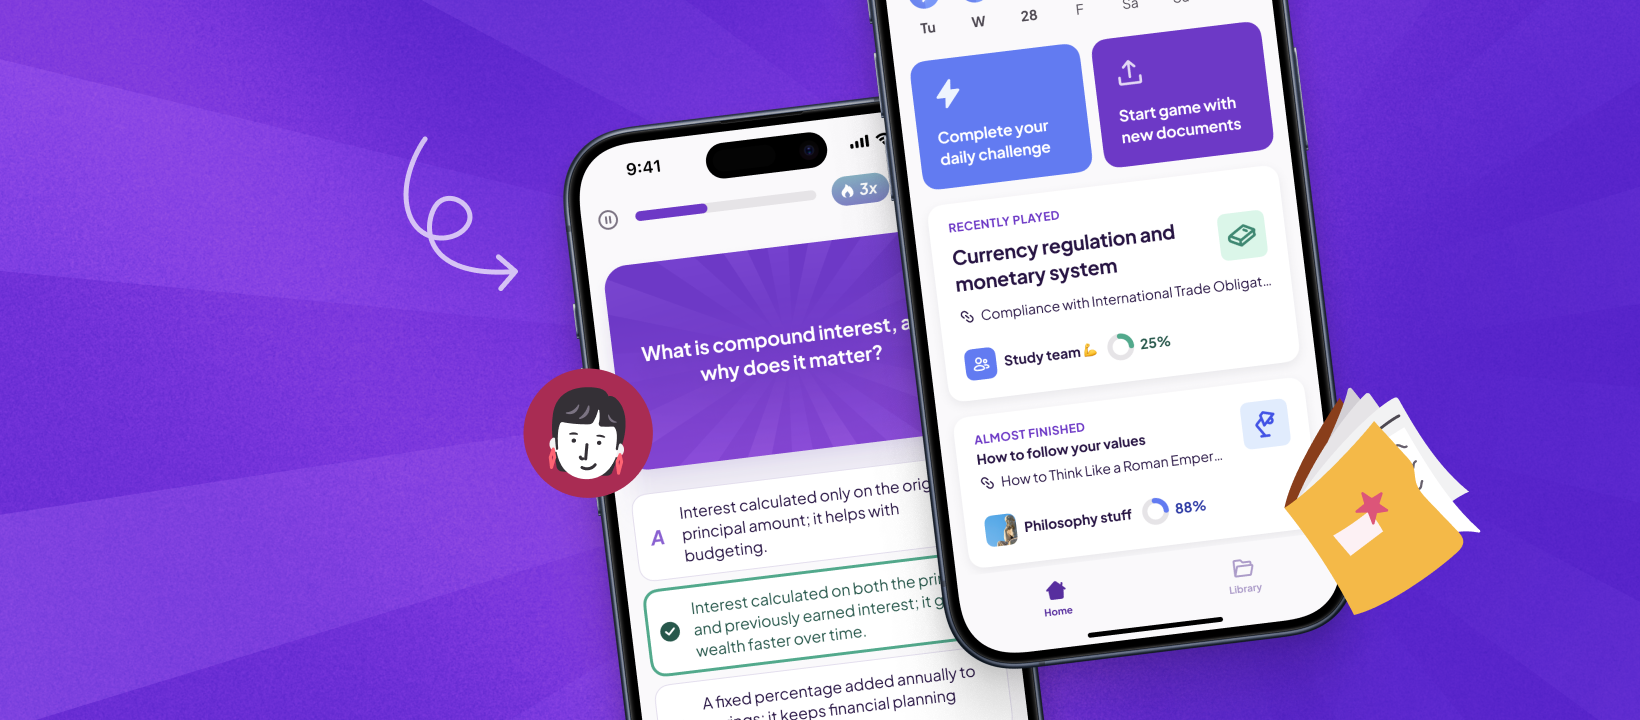 9:41
3x
What is compound interest, a
why does it matter?
A
Interest calculated only on the orig
principal amount; it helps with
budgeting.
Interest calculated on both the prin
and previously earned interest; it g
wealth faster over time.
A fixed percentage added annually to
ings; it keeps financial planning
Tu W 28 F Sa
Complete your
daily challenge
Start game with
new documents
RECENTLY PLAYED
Currency regulation and
monetary system
Compliance with International Trade Obligat...
Study team 💪 25%
ALMOST FINISHED
How to follow your values
How to Think Like a Roman Emper...
Philosophy stuff 88%
Home
Library